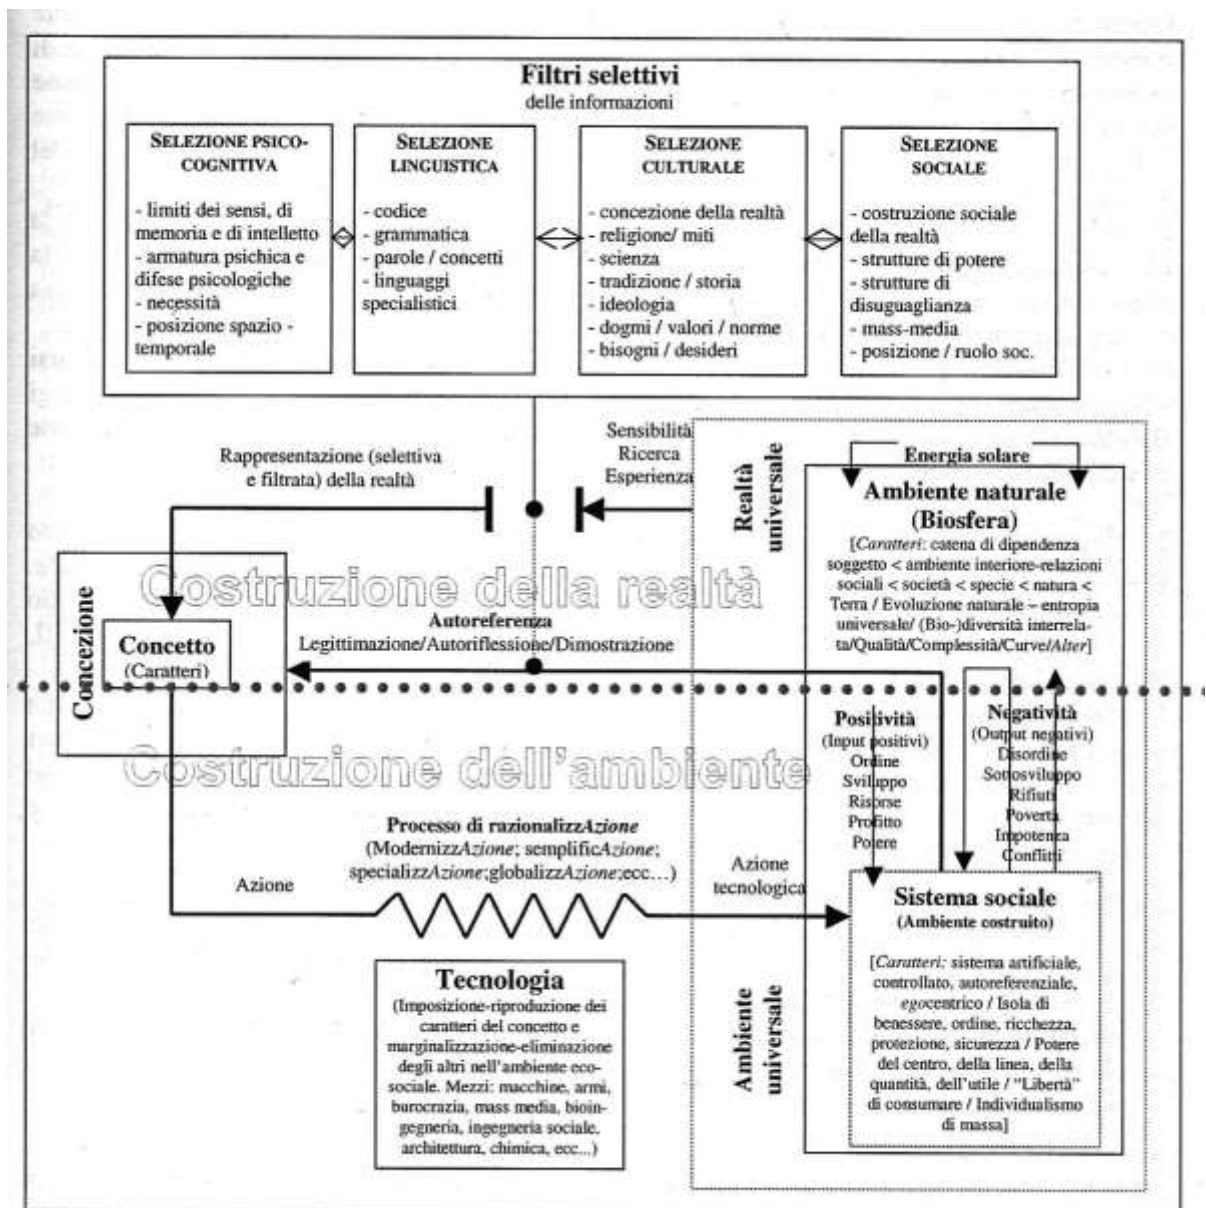 Filtri selettivi
delle informazioni
SELEZIONE PSICO-
COGNITIVA
- limiti dei sensi, di
memoria e di intelletto
- armatura psichica e
difese psicologiche
- necessità
- posizione spazio -
temporale
SELEZIONE
LINGUISTICA
- codice
- grammatica
- parole / concetti
- linguaggi
specialistici
SELEZIONE
CULTURALE
- concezione della realtà
- religione/ miti
- scienza
- tradizione / storia
- ideologia
- dogmi / valori / norme
- bisogni / desideri
SELEZIONE
SOCIALE
- costruzione sociale
della realtà
- strutture di potere
- strutture di
disuguaglianza
- mass-media
- posizione / ruolo soc.
Rappresentazione (selettiva
e filtrata) della realtà
Sensibilità
Ricerca
Esperienza
Realtà
universale
Energia solare
Ambiente naturale
(Biosfera)
[Caratteri: catena di dipendenza
soggetto < ambiente interiore-relazioni
sociali < società < specie < natura <
Terra / Evoluzione naturale – entropia
universale/ (Bio-)diversità interrela-
ta/Qualità/Complessità/Curve/Alter]
Costruzione della realtà
Autoreferenza
Legittimazione/Autoriflessione/Dimostrazione
Concezione
Concetto
(Caratteri)
Costruzione dell'ambiente
Positività
(Input positivi)
Ordine
Sviluppo
Risorse
Profitto
Potere
Negatività
(Output negativi)
Disordine
Sottosviluppo
Rifiuti
Povertà
Impotenza
Conflitti
Processo di razionalizzAzione
(ModernizzAzione; semplificAzione;
specializzAzione;globalizzAzione;ecc…)
Azione
Azione
tecnologica
Tecnologia
(Imposizione-riproduzione dei
caratteri del concetto e
marginalizzazione-eliminazione
degli altri nell'ambiente eco-
sociale. Mezzi: macchine, armi,
burocrazia, mass media, bioin-
gegneria, ingegneria sociale,
architettura, chimica, ecc...)
Ambiente
universale
Sistema sociale
(Ambiente costruito)
[Caratteri: sistema artificiale,
controllato, autoreferenziale,
egocentrico / Isola di
benessere, ordine, ricchezza,
protezione, sicurezza / Potere
del centro, della linea, della
quantità, dell'utile / “Libertà”
di consumare / Individualismo
di massa]